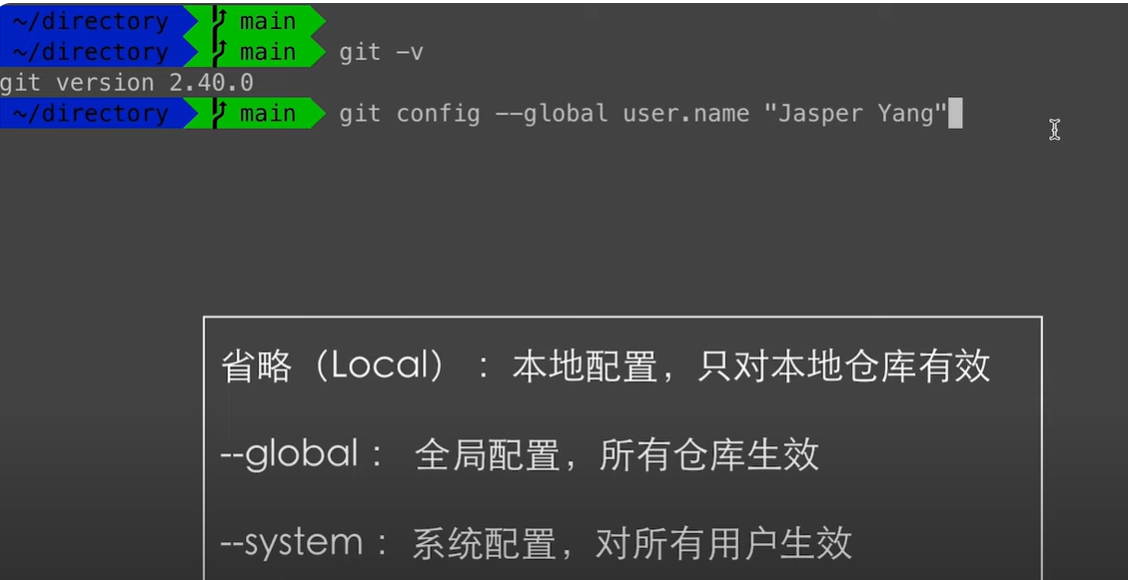 ~/directory main
~/directory main git -v
git version 2.40.0
~/directory main git config --global user.name "Jasper Yang"
省略（Local）：本地配置，只对本地仓库有效
--global： 全局配置，所有仓库生效
--system： 系统配置，对所有用户生效